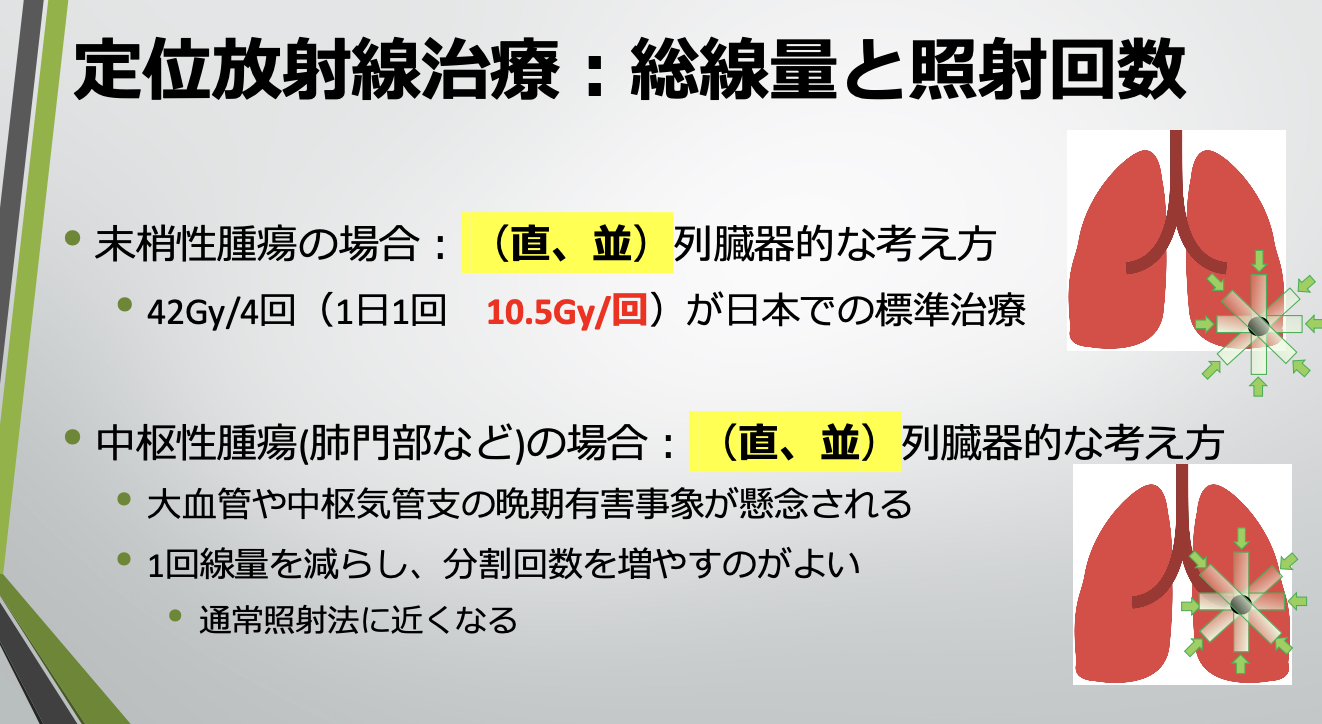 定位放射線治療：総線量と照射回数
• 末梢性腫瘍の場合：（直、並）列臓器的な考え方
• 42Gy/4回（1日1回　10.5Gy/回）が日本での標準治療
• 中枢性腫瘍(肺門部など)の場合：（直、並）列臓器的な考え方
• 大血管や中枢気管支の晩期有害事象が懸念される
• 1回線量を減らし、分割回数を増やすのがよい
• 通常照射法に近くなる